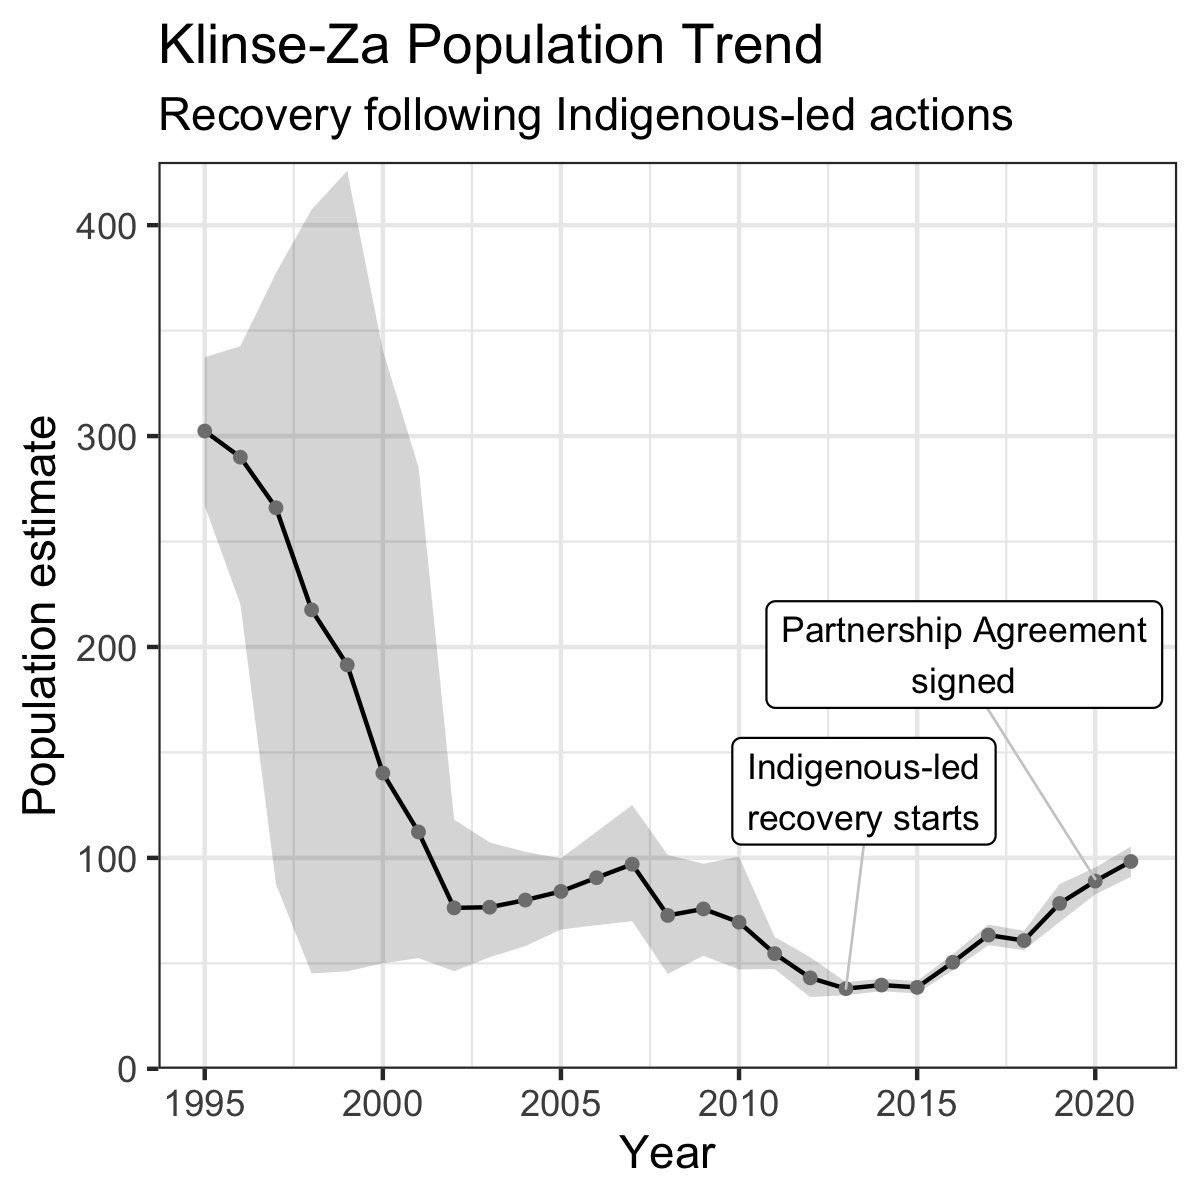 Klinse-Za Population Trend
Recovery following Indigenous-led actions
Population estimate
400
300
200
100
0
Partnership Agreement
signed
Indigenous-led
recovery starts
1995
2000
2005
2010
2015
2020
Year